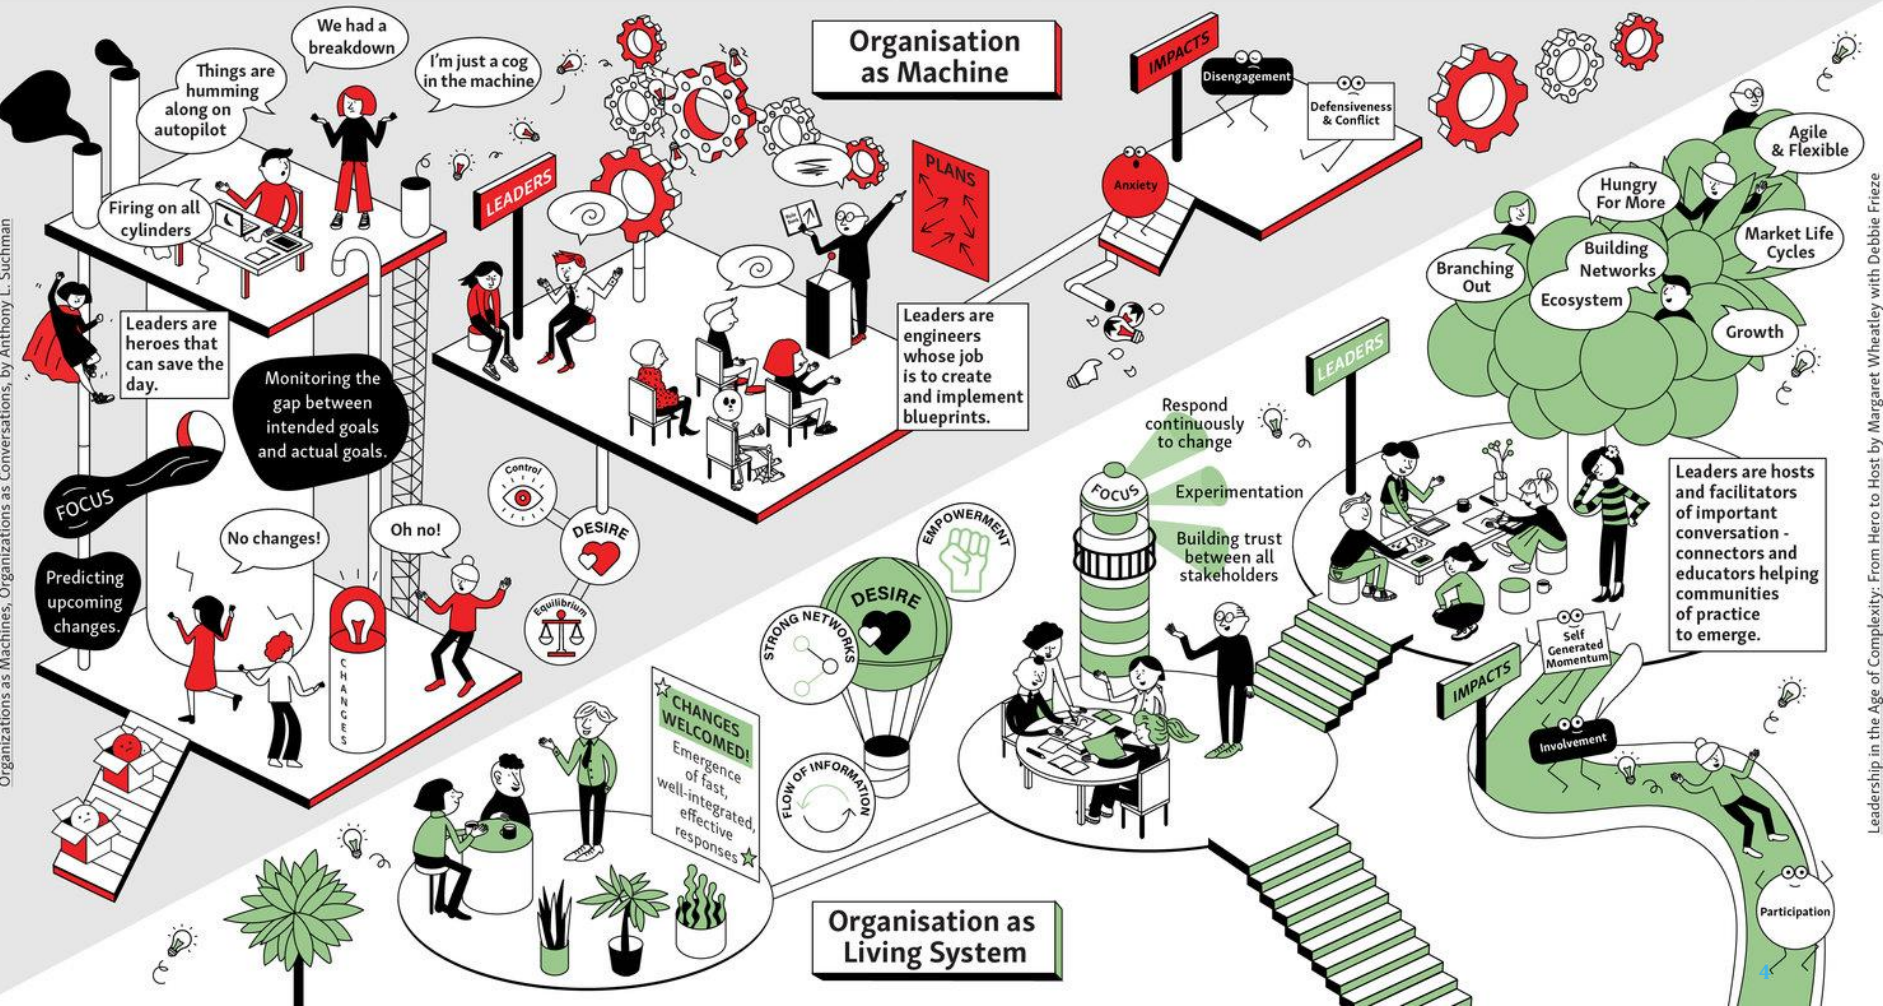 We had a
breakdown
Things are
humming
along on
autopilot
I'm just a cog
in the machine
Firing on all
cylinders
Organisation
as Machine
IMPACTS
Disengagement
Defensiveness
& Conflict
Anxiety
LEADERS
PLANS
Leaders are
heroes that
can save the
day.
Leaders are
engineers
whose job
is to create
and implement
blueprints.
Monitoring the
gap between
intended goals
and actual goals.
FOCUS
Predicting
upcoming
changes.
No changes!
Oh no!
CHANGES
Control
DESIRE
Equilibrium
Organizations as Machines, Organizations as Conversations, by Anthony L. Suchman
Agile
& Flexible
Hungry
For More
Market Life
Cycles
Building
Networks
Branching
Out
Ecosystem
Growth
LEADERS
Respond
continuously
to change
FOCUS
Experimentation
Building trust
between all
stakeholders
Leaders are hosts
and facilitators
of important
conversation -
connectors and
educators helping
communities
of practice
to emerge.
EMPOWERMENT
DESIRE
STRONG NETWORKS
FLOW OF INFORMATION
CHANGES
WELCOMED!
Emergence
of fast,
well-integrated,
effective
responses
IMPACTS
Self
Generated
Momentum
Involvement
Participation
Organisation as
Living System
4
Leadership in the Age of Complexity: From Hero to Host by Margaret Wheatley with Debbie Frieze